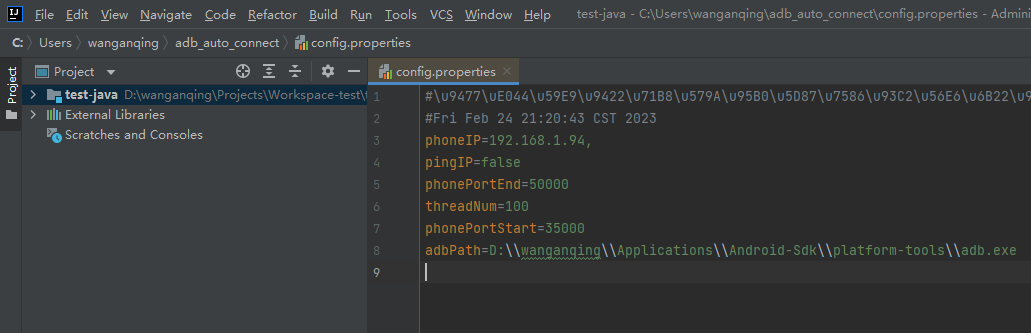 IJ File Edit View Navigate Code Refactor Build Run Tools VCS Window Help test-java - C:\Users\wanganqing\adb_auto_connect\config.properties - Admini
C: Users wanganqing adb_auto_connect config.properties
Project
Project
config.properties
test-java D:\wanganqing\Projects\Workspace-test\t
External Libraries
Scratches and Consoles
1 #\u9477\uE044\u59E9\u9422\u71B8\u579A\u95B0\u5D87\u7586\u93C2\u56E6\u6B22\u9
2 #Fri Feb 24 21:20:43 CST 2023
3 phoneIP=192.168.1.94,
4 pingIP=false
5 phonePortEnd=50000
6 threadNum=100
7 phonePortStart=35000
8 adbPath=D:\\wanganqing\\Applications\\Android-Sdk\\platform-tools\\adb.exe
9